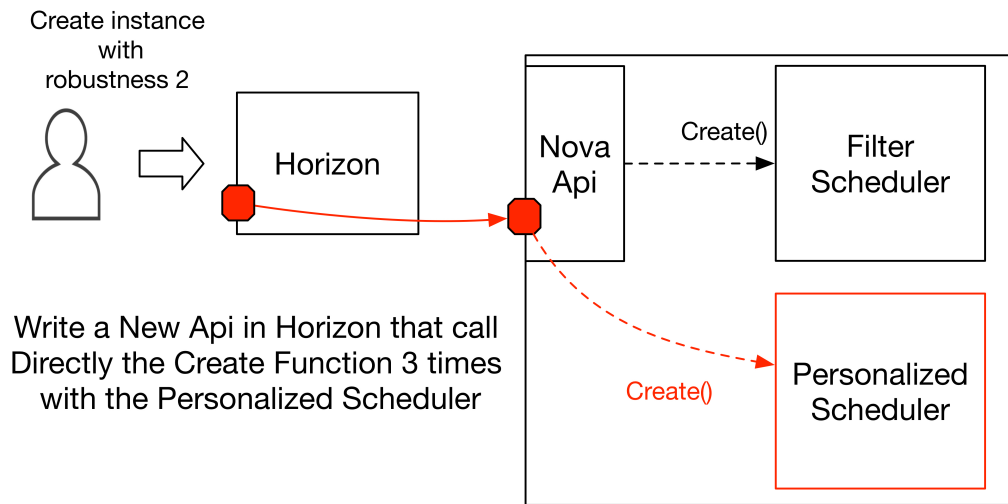 Create instance
with
robustness 2
Horizon
Nova
Api
Create()
Filter
Scheduler
Write a New Api in Horizon that call
Directly the Create Function 3 times
with the Personalized Scheduler
Create()
Personalized
Scheduler